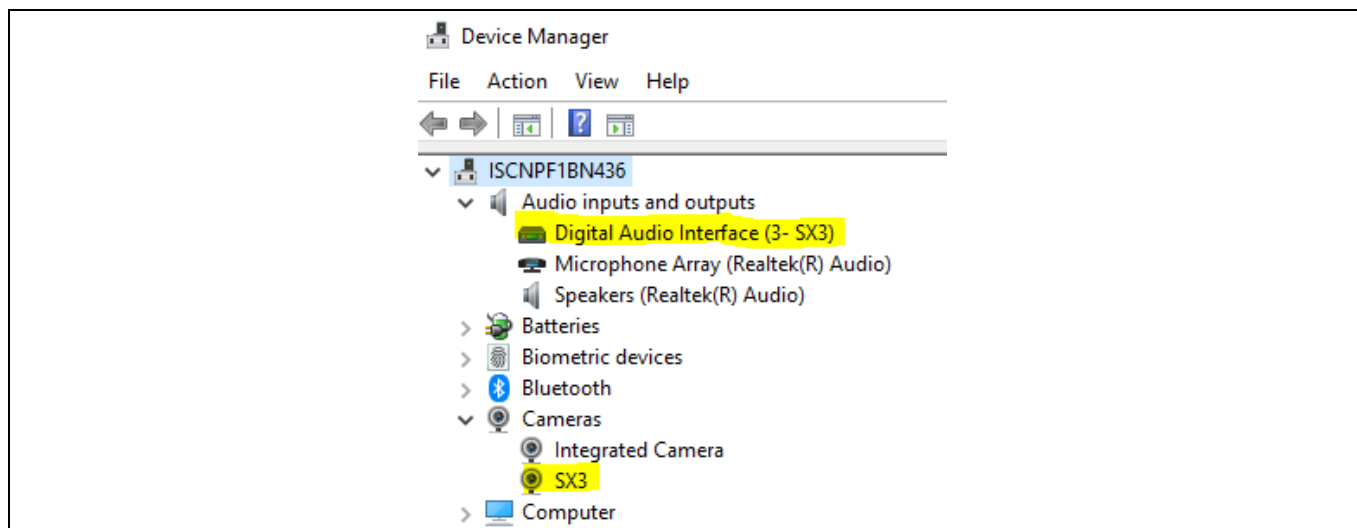 Device Manager
File Action View Help
ISCNPF1BN436
Audio inputs and outputs
Digital Audio Interface (3- SX3)
Microphone Array (Realtek(R) Audio)
Speakers (Realtek(R) Audio)
Batteries
Biometric devices
Bluetooth
Cameras
Integrated Camera
SX3
Computer